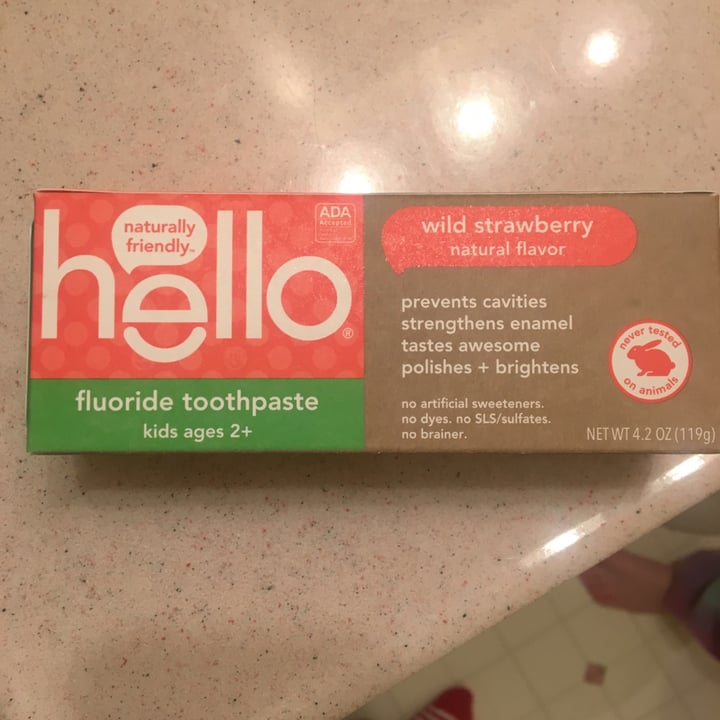 naturally
friendly™
hello®
ADA
Accepted
fluoride toothpaste
kids ages 2+
wild strawberry
natural flavor
prevents cavities
strengthens enamel
tastes awesome
polishes + brightens
no artificial sweeteners.
no dyes. no SLS/sulfates.
no brainer.
never tested
on animals
NET WT 4.2 OZ (119g)